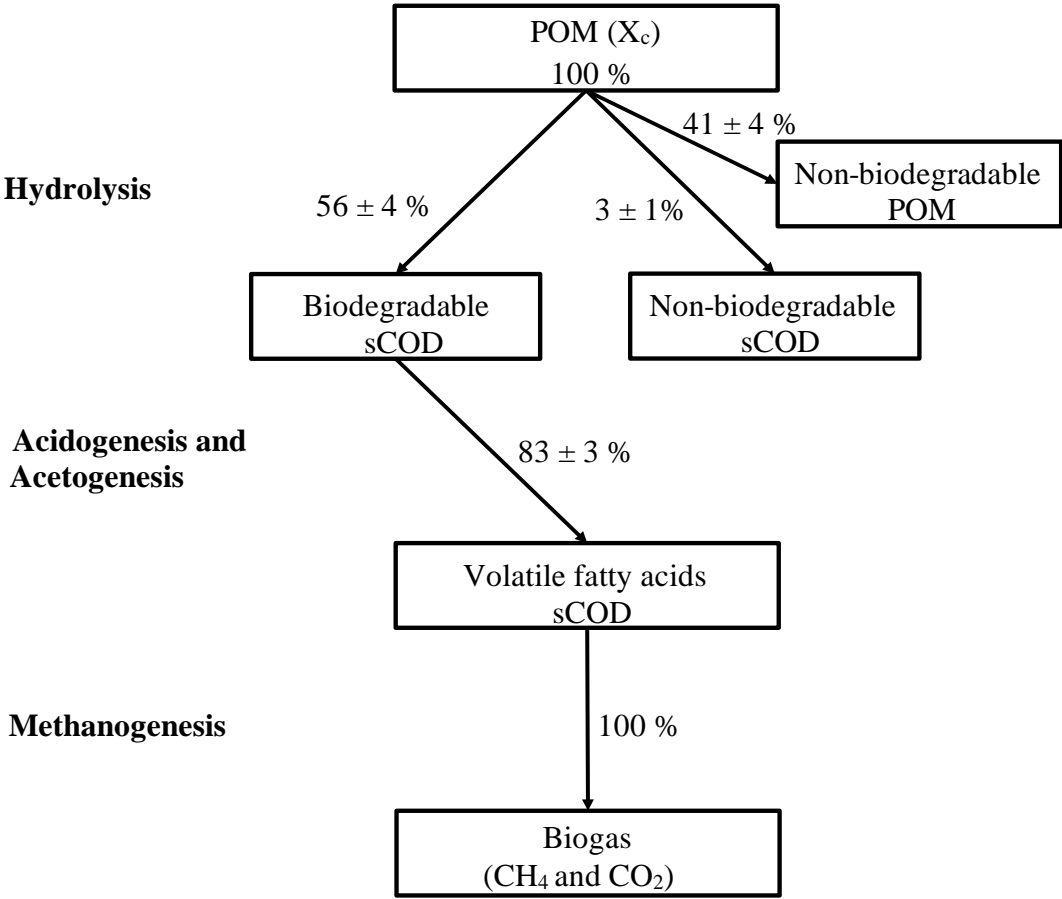 POM (Xc)
100 %
41 ± 4 %
Non-biodegradable
POM
Hydrolysis
56 ± 4 %
3 ± 1%
Biodegradable
sCOD
Non-biodegradable
sCOD
Acidogenesis and
Acetogenesis
83 ± 3 %
Volatile fatty acids
sCOD
Methanogenesis
100 %
Biogas
(CH4 and CO2)